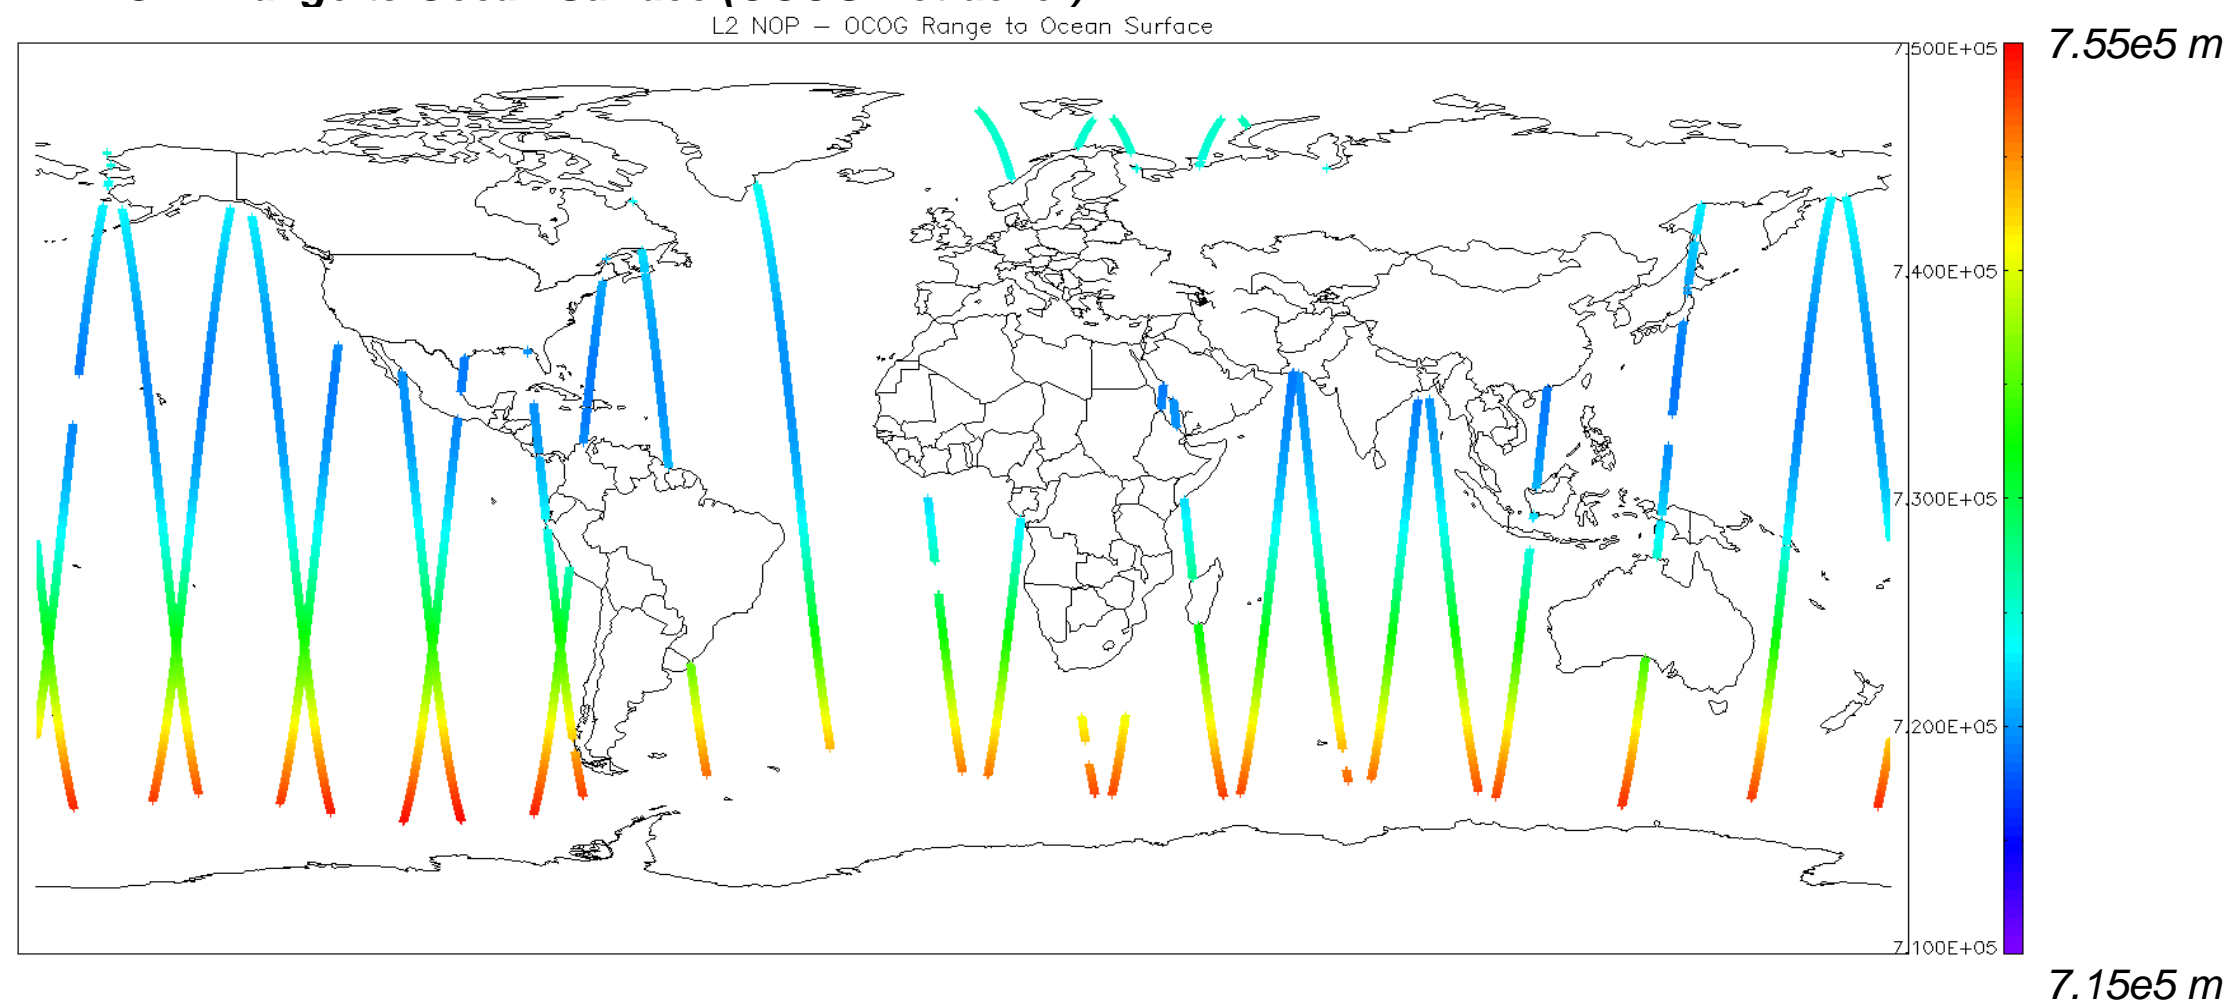 L2 NOP — OCOG Range to Ocean Surface
7.500E+05
7.55e5 m
7.400E+05
7.300E+05
7.200E+05
7.100E+05
7.15e5 m